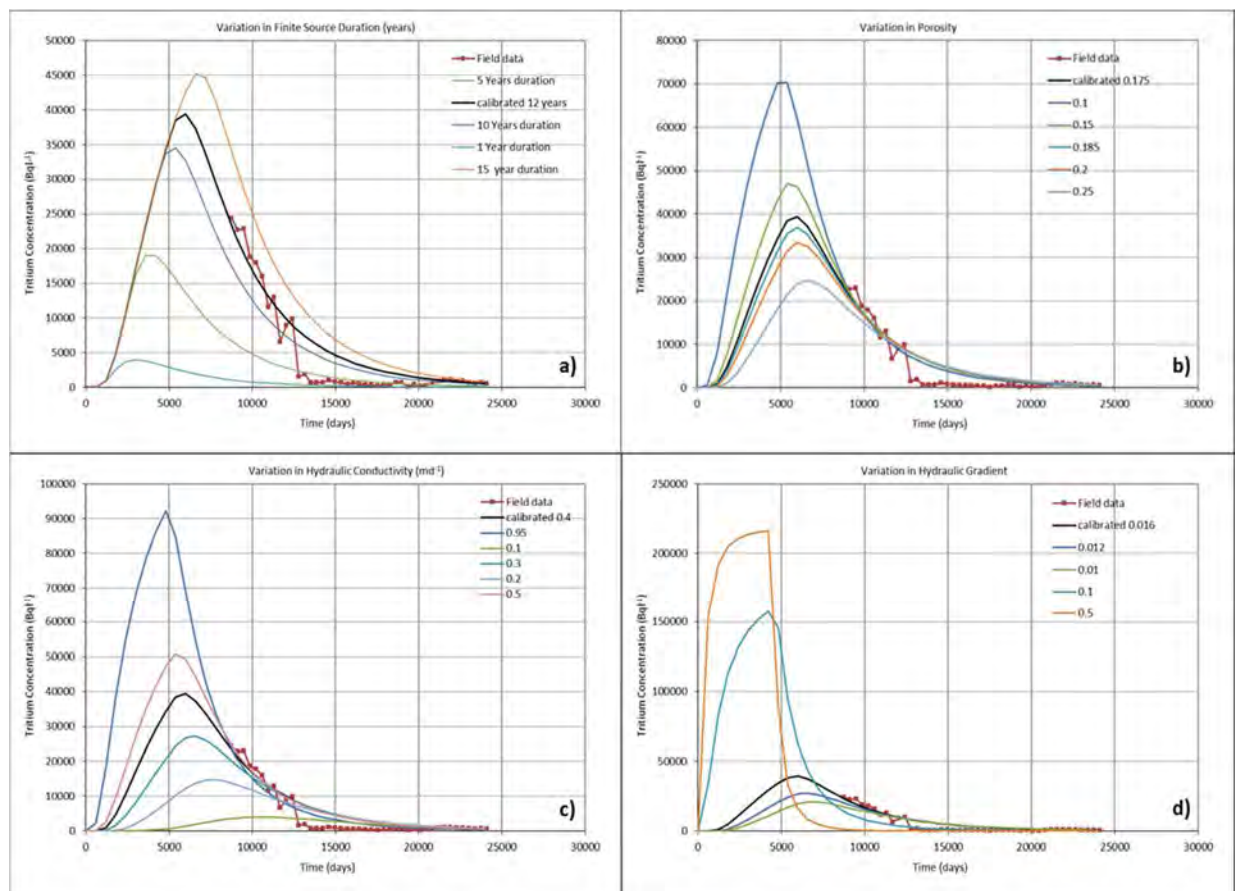 Variation in Finite Source Duration (years)
Tritium Concentration (Bql⁻¹)
50000
45000
40000
35000
30000
25000
20000
15000
10000
5000
0
0 5000 10000 15000 20000 25000 30000
Time (days)
Field data
5 Years duration
calibrated 12 years
10 Years duration
1 Year duration
15 year duration
a)
Variation in Porosity
Tritium Concentration (Bql⁻¹)
80000
70000
60000
50000
40000
30000
20000
10000
0
0 5000 10000 15000 20000 25000 30000
Time (days)
Field data
calibrated 0.175
0.1
0.15
0.185
0.2
0.25
b)
Variation in Hydraulic Conductivity (md⁻¹)
Tritium Concentration (Bql⁻¹)
100000
90000
80000
70000
60000
50000
40000
30000
20000
10000
0
0 5000 10000 15000 20000 25000 30000
Time (days)
Field data
calibrated 0.4
0.95
0.1
0.3
0.2
0.5
c)
Variation in Hydraulic Gradient
Tritium Concentration (Bql⁻¹)
250000
200000
150000
100000
50000
0
0 5000 10000 15000 20000 25000 30000
Time (days)
Field data
calibrated 0.016
0.012
0.01
0.1
0.5
d)